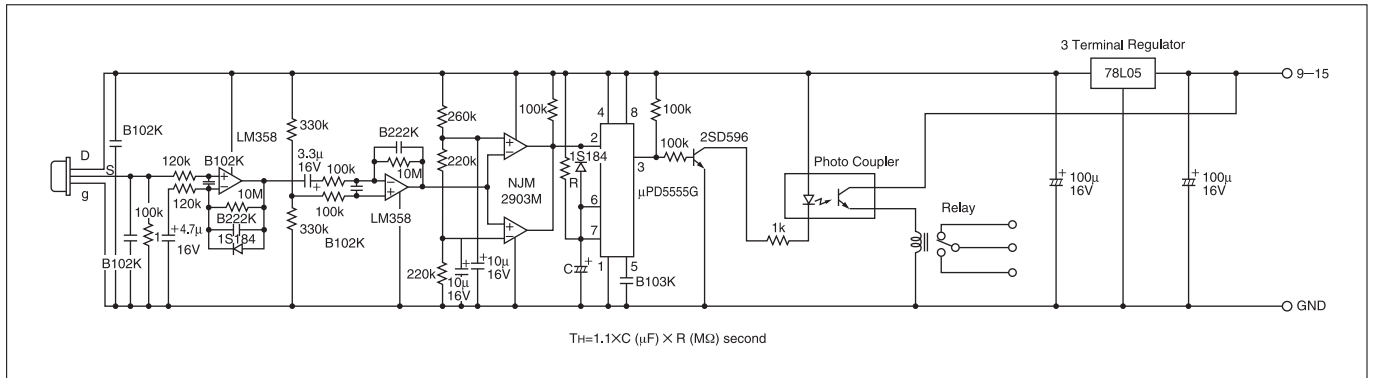 3 Terminal Regulator
78L05
9–15
4
8
B102K
LM358
330k
260k
100k
100k
2SD596
D
S
g
120k
120k
B102K
3.3µ
16V
100k
B222K
10M
220k
2
1S184
R
3
100k
Photo Coupler
NJM
2903M
µPD5555G
100µ
16V
100µ
16V
100k
1
10M
B222K
1S184
+4.7µ
16V
330k
100k
B102K
LM358
6
7
Relay
1k
B102K
220k
10µ
16V
10µ
16V
C
1
5
B103K
GND
TH=1.1×C (µF) × R (MΩ) second